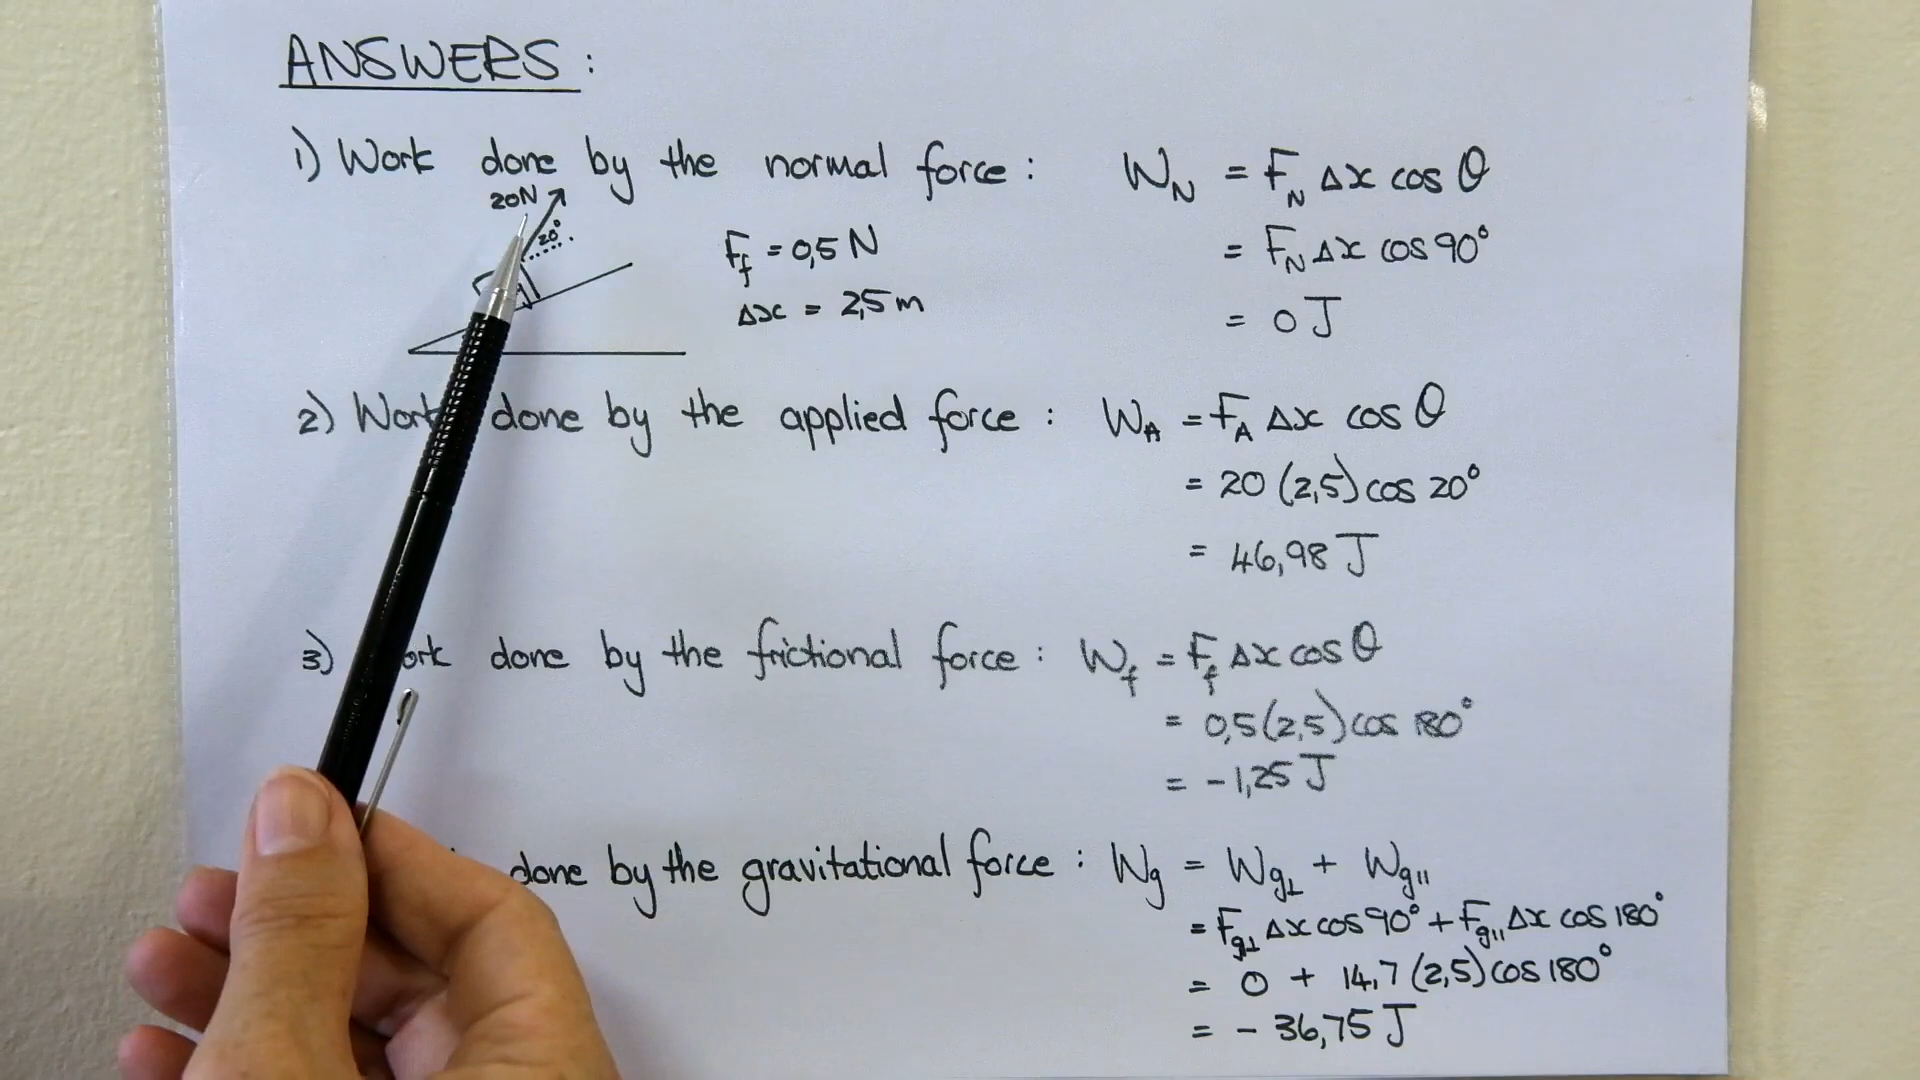 ANSWERS:
1) Work done by the normal force: W_N = F_N Δx cos θ
20N
20°
F_f = 0,5 N
= F_N Δx cos 90°
Δx = 2,5 m
= 0 J
2) Work done by the applied force: W_A = F_A Δx cos θ
= 20 (2,5) cos 20°
= 46,98 J
3) ork done by the frictional force: W_f = F_f Δx cos θ
= 0,5 (2,5) cos 180°
= -1,25 J
done by the gravitational force: W_g = W_g⊥ + W_g||
= F_g⊥ Δx cos 90° + F_g|| Δx cos 180°
= 0 + 14,7 (2,5) cos 180°
= - 36,75 J